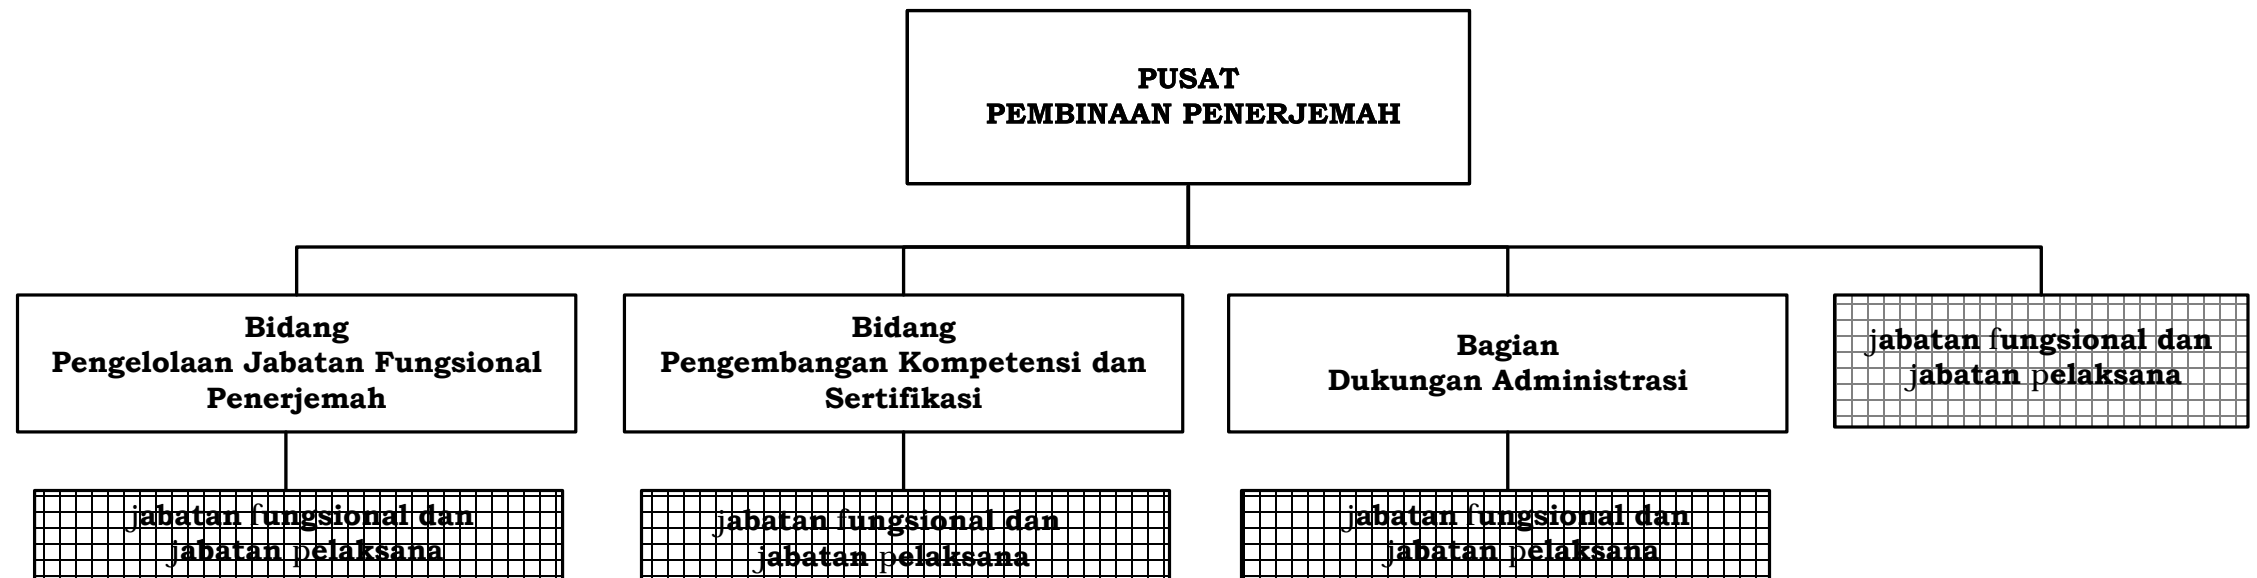 PUSAT
PEMBINAAN PENERJEMAH
Bidang
Pengelolaan Jabatan Fungsional
Penerjemah
Bidang
Pengembangan Kompetensi dan
Sertifikasi
Bagian
Dukungan Administrasi
jabatan fungsional dan
jabatan pelaksana
jabatan fungsional dan
jabatan pelaksana
jabatan fungsional dan
jabatan pelaksana
jabatan fungsional dan
jabatan pelaksana